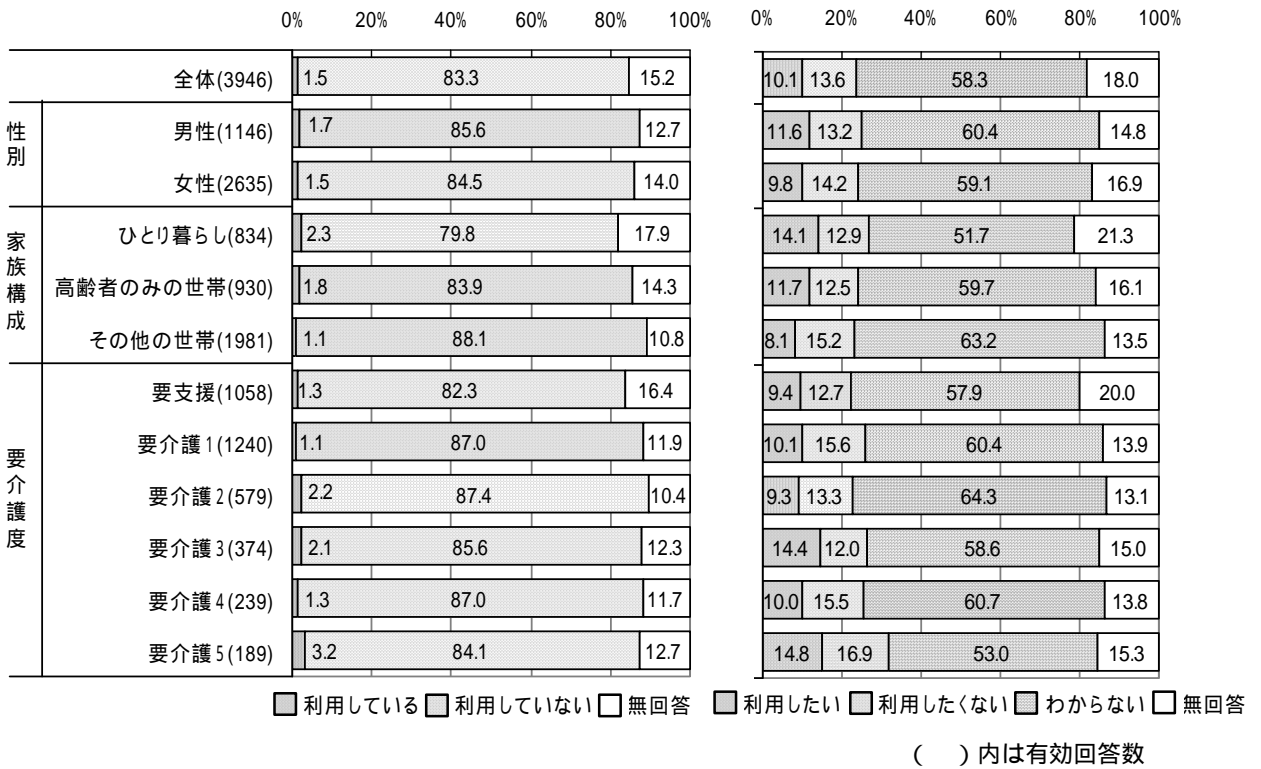 0% 20% 40% 60% 80% 100% 0% 20% 40% 60% 80% 100%
全体(3946) 1.5 83.3 15.2 10.1 13.6 58.3 18.0
性別
男性(1146) 1.7 85.6 12.7 11.6 13.2 60.4 14.8
女性(2635) 1.5 84.5 14.0 9.8 14.2 59.1 16.9
家族構成
ひとり暮らし(834) 2.3 79.8 17.9 14.1 12.9 51.7 21.3
高齢者のみの世帯(930) 1.8 83.9 14.3 11.7 12.5 59.7 16.1
その他の世帯(1981) 1.1 88.1 10.8 8.1 15.2 63.2 13.5
要介護度
要支援(1058) 1.3 82.3 16.4 9.4 12.7 57.9 20.0
要介護1(1240) 1.1 87.0 11.9 10.1 15.6 60.4 13.9
要介護2(579) 2.2 87.4 10.4 9.3 13.3 64.3 13.1
要介護3(374) 2.1 85.6 12.3 14.4 12.0 58.6 15.0
要介護4(239) 1.3 87.0 11.7 10.0 15.5 60.7 13.8
要介護5(189) 3.2 84.1 12.7 14.8 16.9 53.0 15.3
利用している 利用していない 無回答 利用したい 利用したくない わからない 無回答
(　)内は有効回答数